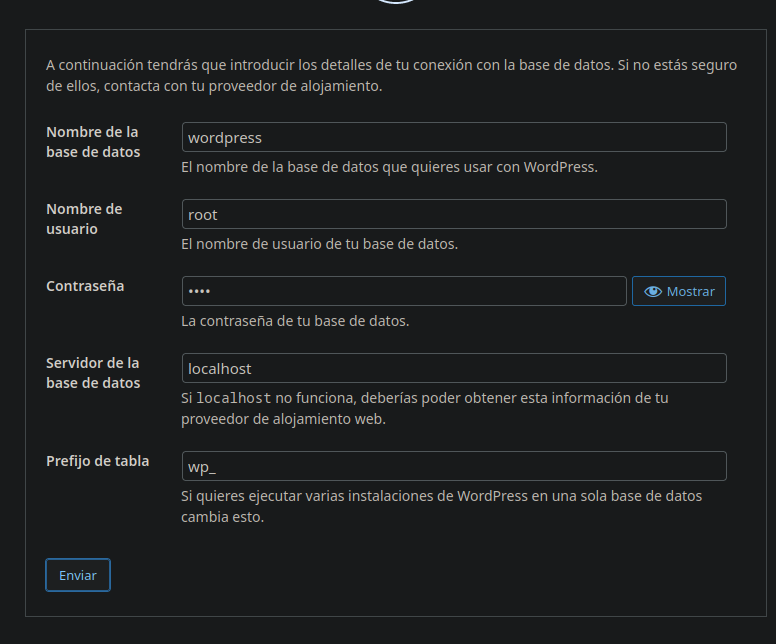 A continuación tendrás que introducir los detalles de tu conexión con la base de datos. Si no estás seguro
de ellos, contacta con tu proveedor de alojamiento.
Nombre de la
base de datos
wordpress
El nombre de la base de datos que quieres usar con WordPress.
Nombre de
usuario
root
El nombre de usuario de tu base de datos.
Contraseña
••••
Mostrar
La contraseña de tu base de datos.
Servidor de la
base de datos
localhost
Si localhost no funciona, deberías poder obtener esta información de tu
proveedor de alojamiento web.
Prefijo de tabla
wp_
Si quieres ejecutar varias instalaciones de WordPress en una sola base de datos
cambia esto.
Enviar